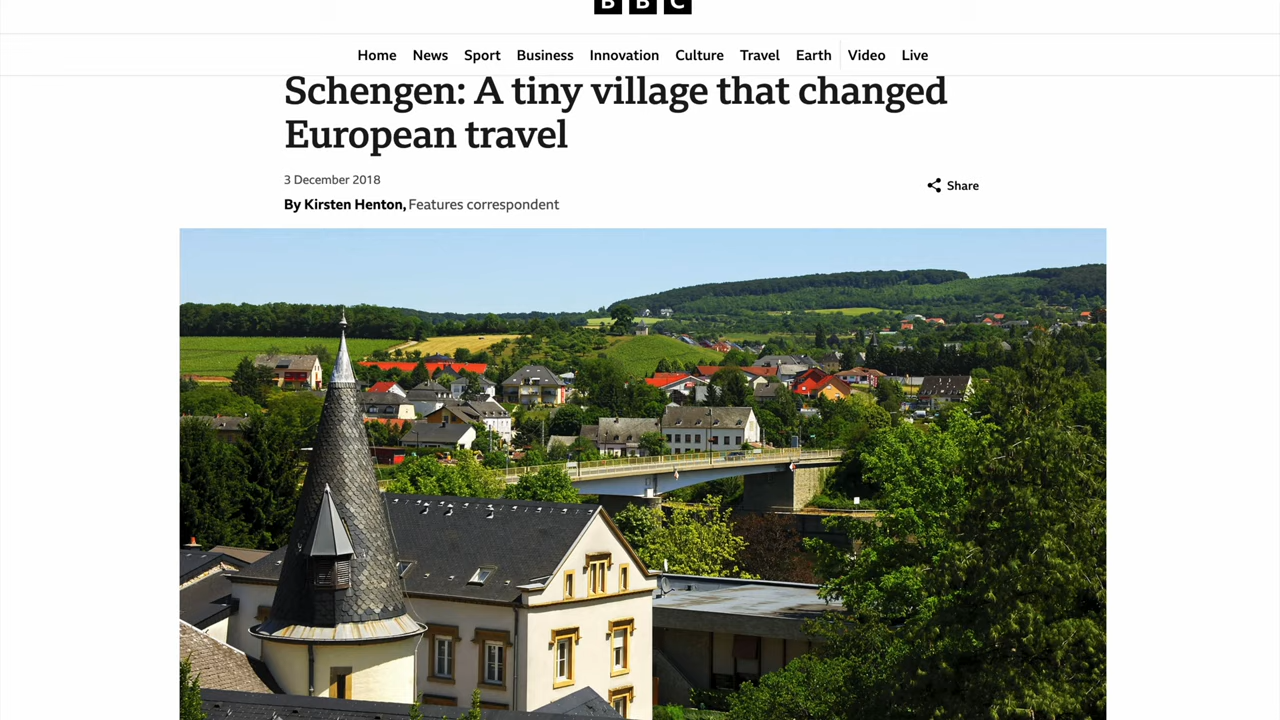 BBC
Home News Sport Business Innovation Culture Travel Earth Video Live
Schengen: A tiny village that changed
European travel
3 December 2018
Share
By Kirsten Henton, Features correspondent